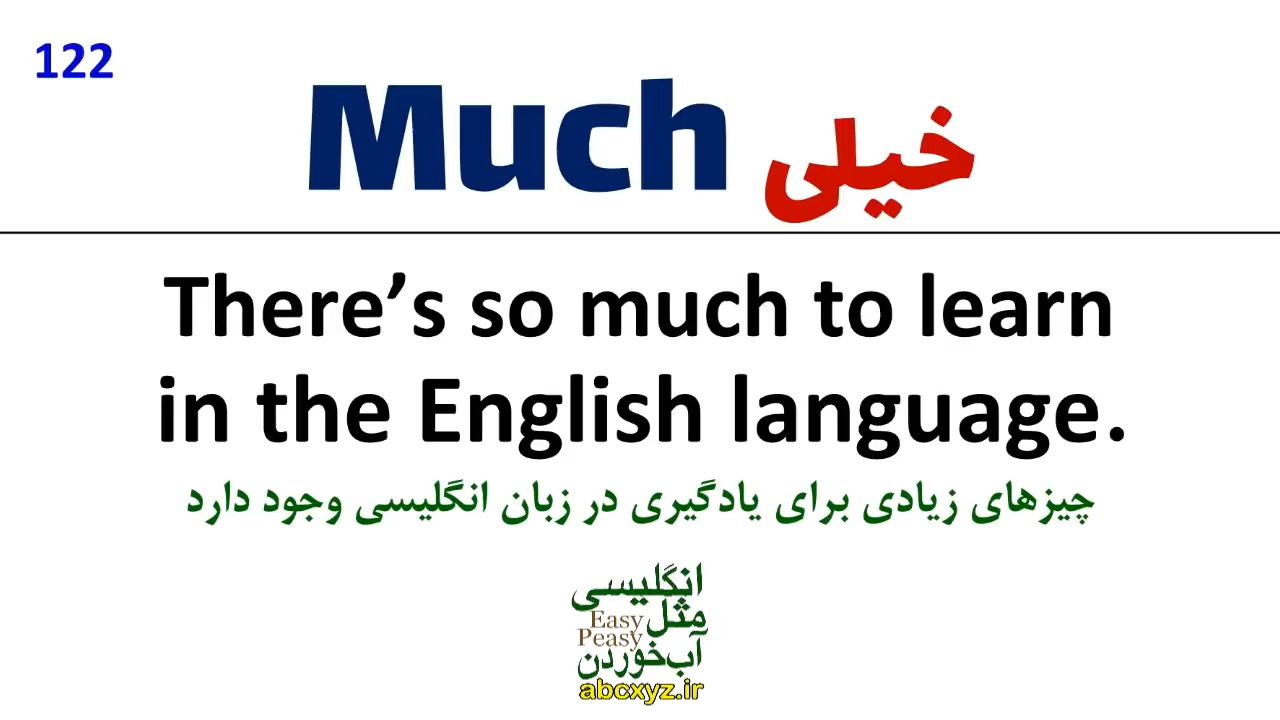 122
Much خیلی
There’s so much to learn
in the English language.
چیزهای زیادی برای یادگیری در زبان انگلیسی وجود دارد
انگلیسی
مثل Easy
Peasy
آب‌خوردن
abcxyz.ir